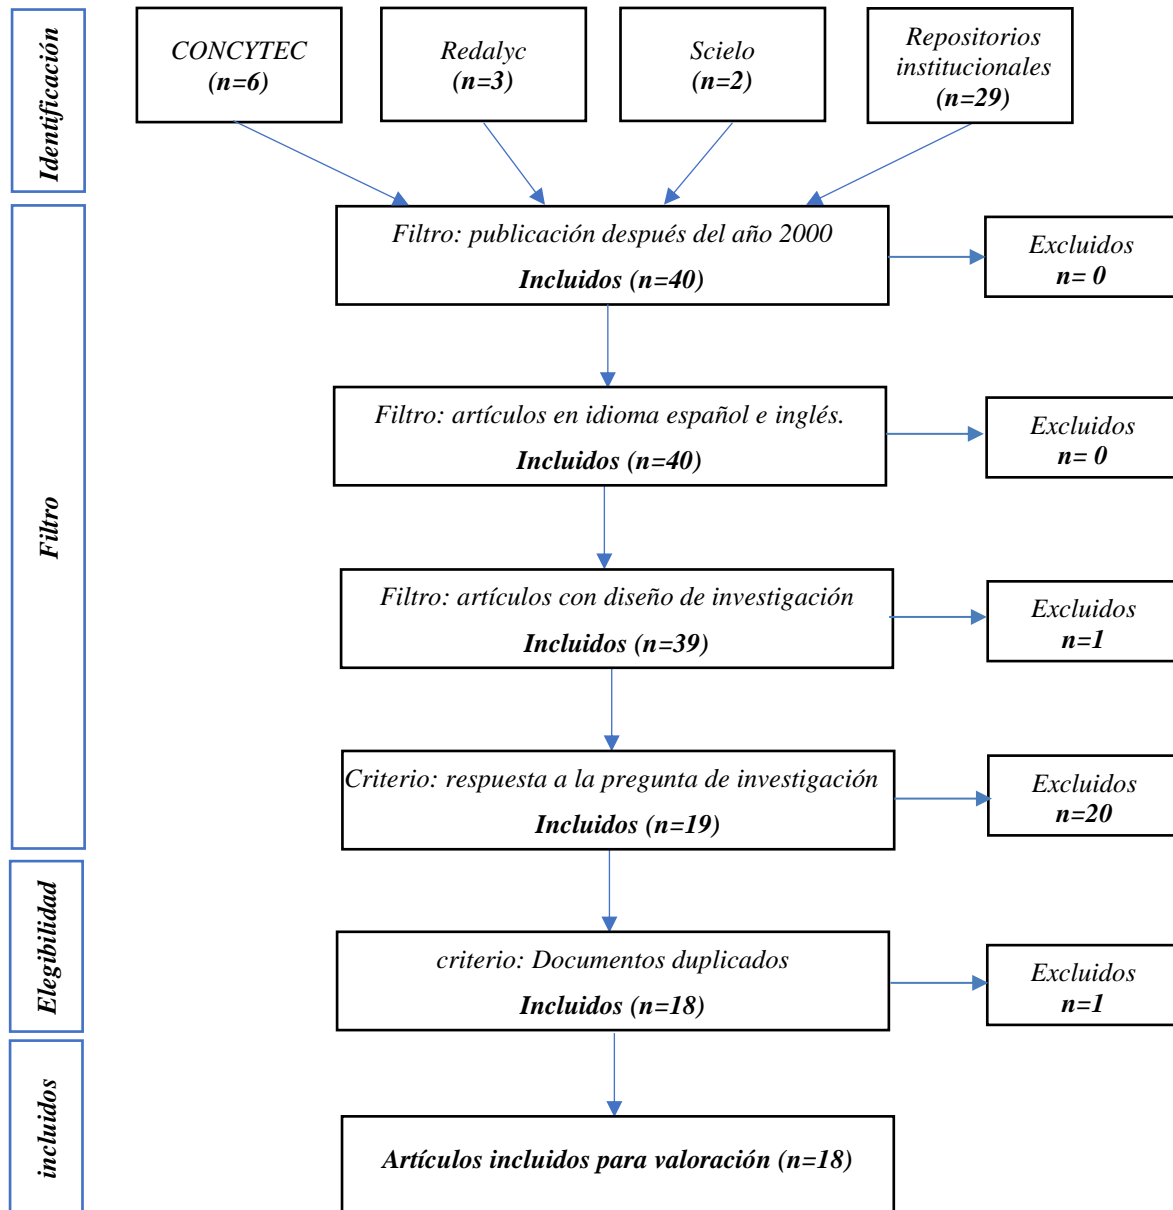 Identificación
CONCYTEC
(n=6)
Redalyc
(n=3)
Scielo
(n=2)
Repositorios
institucionales
(n=29)
Filtro
Filtro: publicación después del año 2000
Incluidos (n=40)
Excluidos
n= 0
Filtro: artículos en idioma español e inglés.
Incluidos (n=40)
Excluidos
n= 0
Filtro: artículos con diseño de investigación
Incluidos (n=39)
Excluidos
n=1
Criterio: respuesta a la pregunta de investigación
Incluidos (n=19)
Excluidos
n=20
Elegibilidad
criterio: Documentos duplicados
Incluidos (n=18)
Excluidos
n=1
incluidos
Artículos incluidos para valoración (n=18)